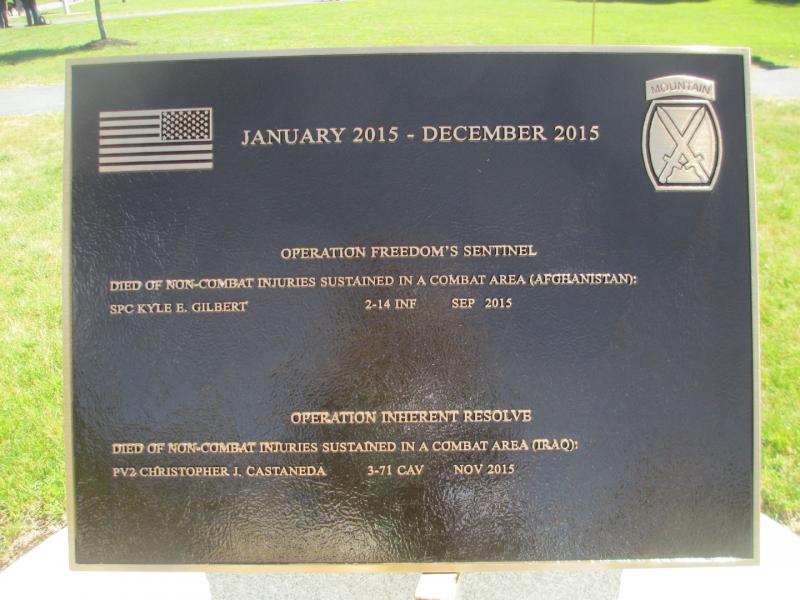 JANUARY 2015 - DECEMBER 2015
MOUNTAIN
OPERATION FREEDOM'S SENTINEL
DIED OF NON-COMBAT INJURIES SUSTAINED IN A COMBAT AREA (AFGHANISTAN):
SPC KYLE E. GILBERT 2-14 INF SEP 2015
OPERATION INHERENT RESOLVE
DIED OF NON-COMBAT INJURIES SUSTAINED IN A COMBAT AREA (IRAQ):
PV2 CHRISTOPHER J. CASTANEDA 3-71 CAV NOV 2015